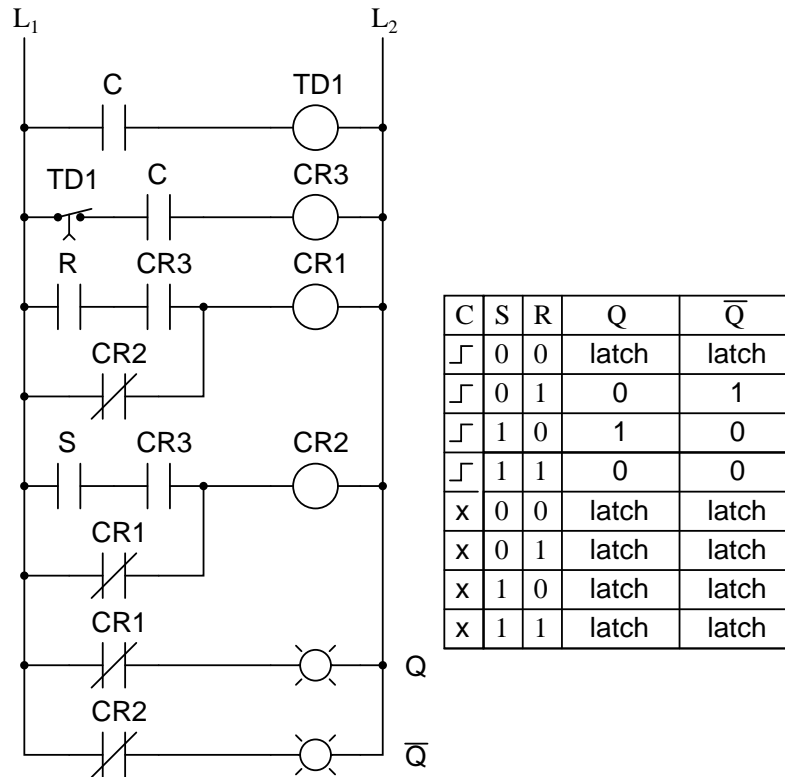 L₁ L₂
C TD1
TD1 C CR3
R CR3 CR1
CR2
S CR3 CR2
CR1
CR1
Q
CR2
Q̅
C S R Q Q̅
0 0 latch latch
0 1 0 1
1 0 1 0
1 1 0 0
x 0 0 latch latch
x 0 1 latch latch
x 1 0 latch latch
x 1 1 latch latch